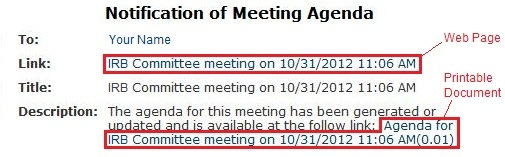 Notification of Meeting Agenda
To: Your Name
Web Page
Link: IRB Committee meeting on 10/31/2012 11:06 AM
Title: IRB Committee meeting on 10/31/2012 11:06 AM
Printable
Document
Description: The agenda for this meeting has been generated or
updated and is available at the follow link: Agenda for
IRB Committee meeting on 10/31/2012 11:06 AM(0.01)